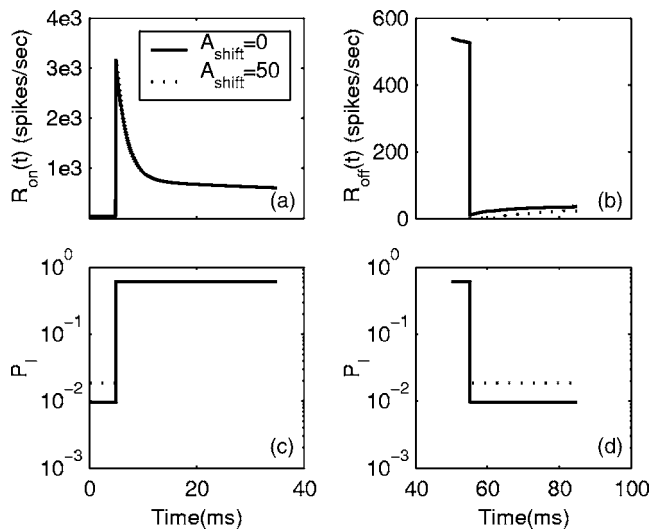 4e3
3e3
2e3
1e3
R_on(t) (spikes/sec)
A_shift=0
A_shift=50
(a)
600
400
200
0
R_off(t) (spikes/sec)
(b)
10^0
10^-1
10^-2
10^-3
P_I
(c)
0
20
40
Time(ms)
10^0
10^-1
10^-2
10^-3
P_I
(d)
40
60
80
100
Time(ms)